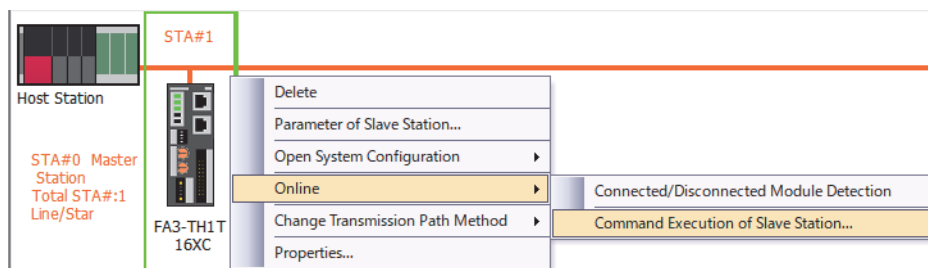 STA#1
Host Station
STA#0 Master
Station
Total STA#:1
Line/Star
FA3-TH1T
16XC
Delete
Parameter of Slave Station...
Open System Configuration
Online
Change Transmission Path Method
Properties...
Connected/Disconnected Module Detection
Command Execution of Slave Station...